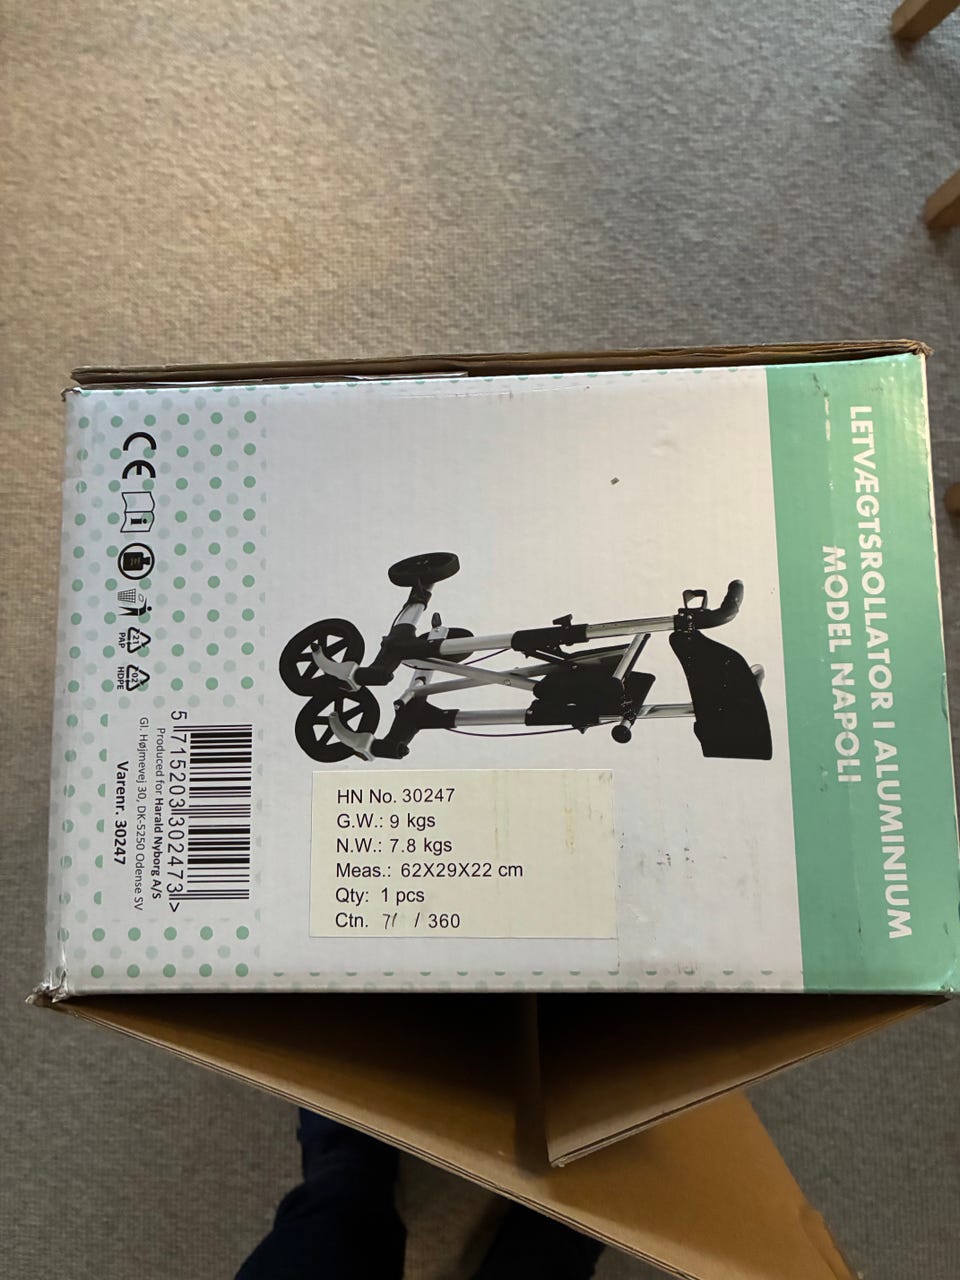 LETVÆGTSROLLATOR I ALUMINIUM
MODEL NAPOLI
HN No. 30247
G.W.: 9 kgs
N.W.: 7.8 kgs
Meas.: 62X29X22 cm
Qty: 1 pcs
Ctn. / 360
CE
i
21
PAP
02
HDPE
5 715203 302473 >
Produced for Harald Nyborg A/S
Gl. Højmevej 30, DK-5250 Odense SV
Varenr. 30247